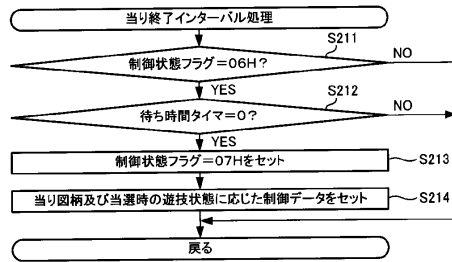 当り終了インターバル処理
S211
制御状態フラグ=06H?
NO
YES
S212
待ち時間タイマ=0?
NO
YES
制御状態フラグ=07Hをセット
S213
当り図柄及び当選時の遊技状態に応じた制御データをセット
S214
戻る